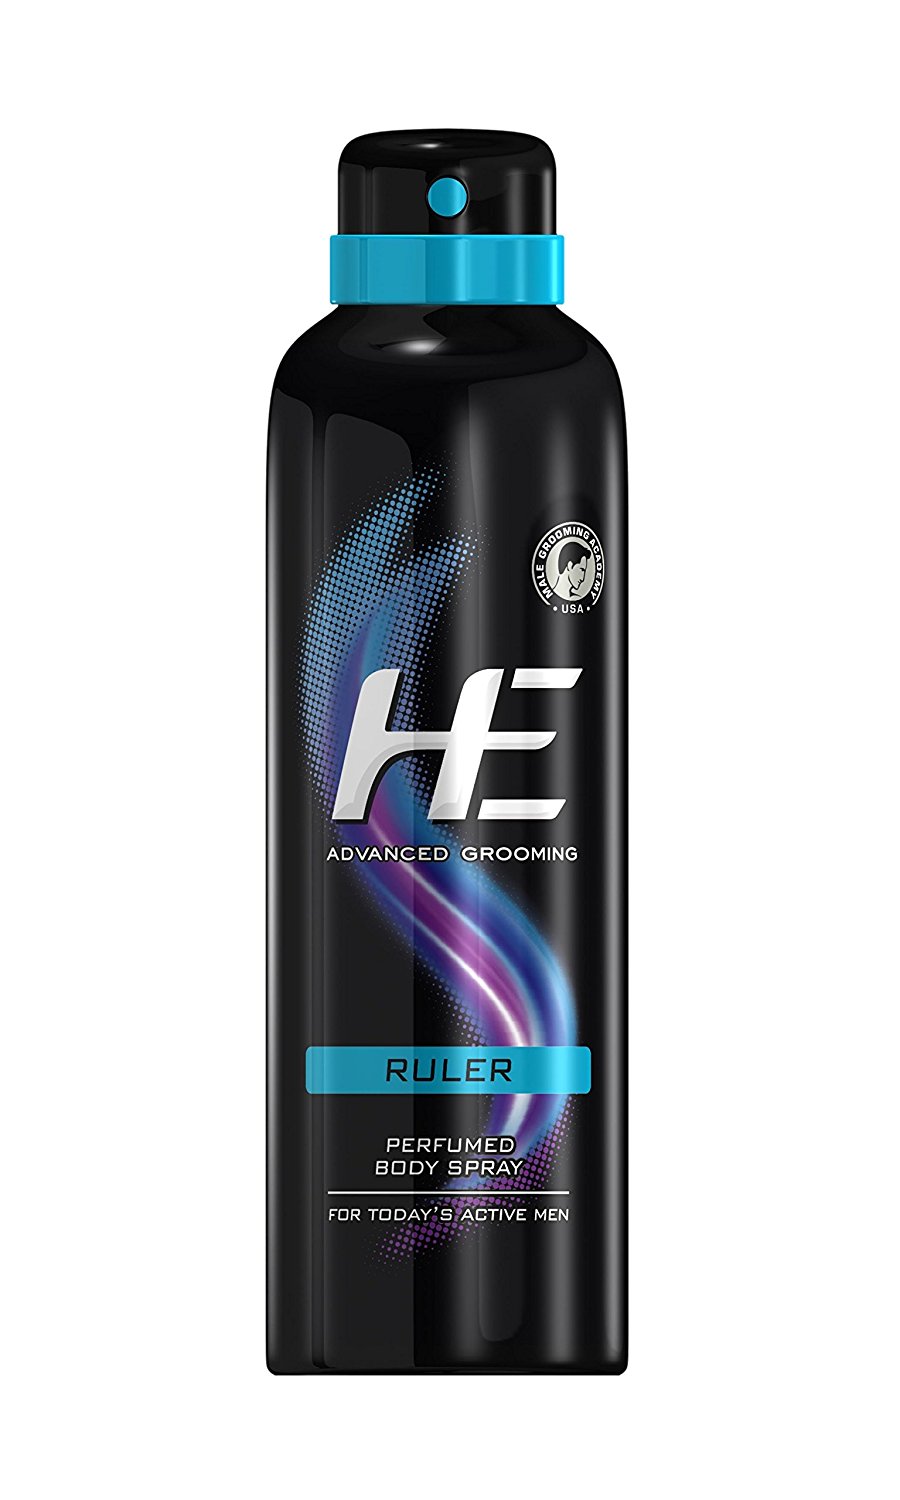 MALE GROOMING ACADEMY
• USA •
HE
ADVANCED GROOMING
RULER
PERFUMED
BODY SPRAY
FOR TODAY'S ACTIVE MEN